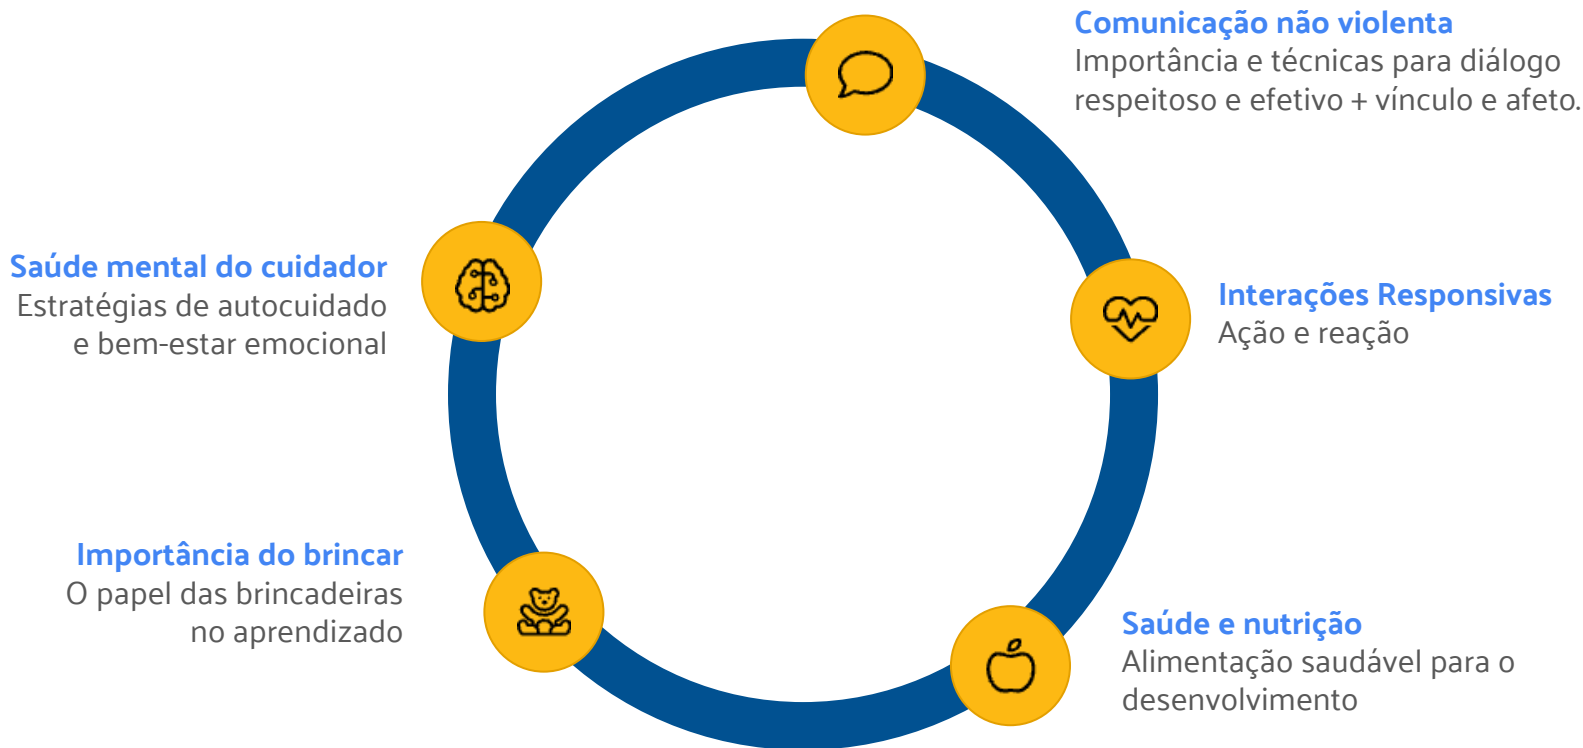 Comunicação não violenta
Importância e técnicas para diálogo
respeitoso e efetivo + vínculo e afeto.
Interações Responsivas
Ação e reação
Saúde e nutrição
Alimentação saudável para o
desenvolvimento
Importância do brincar
O papel das brincadeiras
no aprendizado
Saúde mental do cuidador
Estratégias de autocuidado
e bem-estar emocional